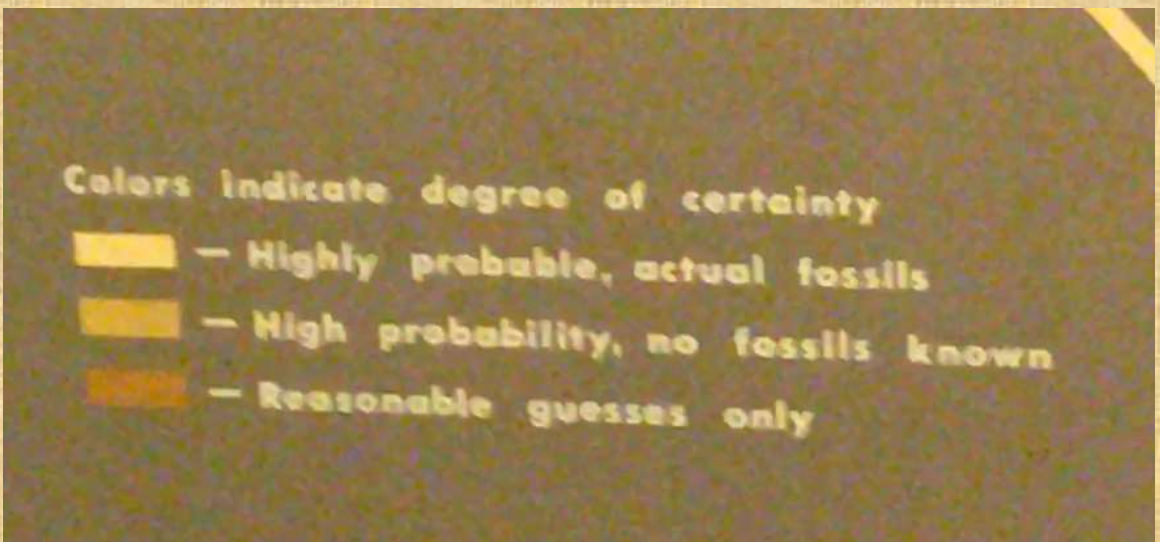 Colors indicate degree of certainty
— Highly probable, actual fossils
— High probability, no fossils known
— Reasonable guesses only